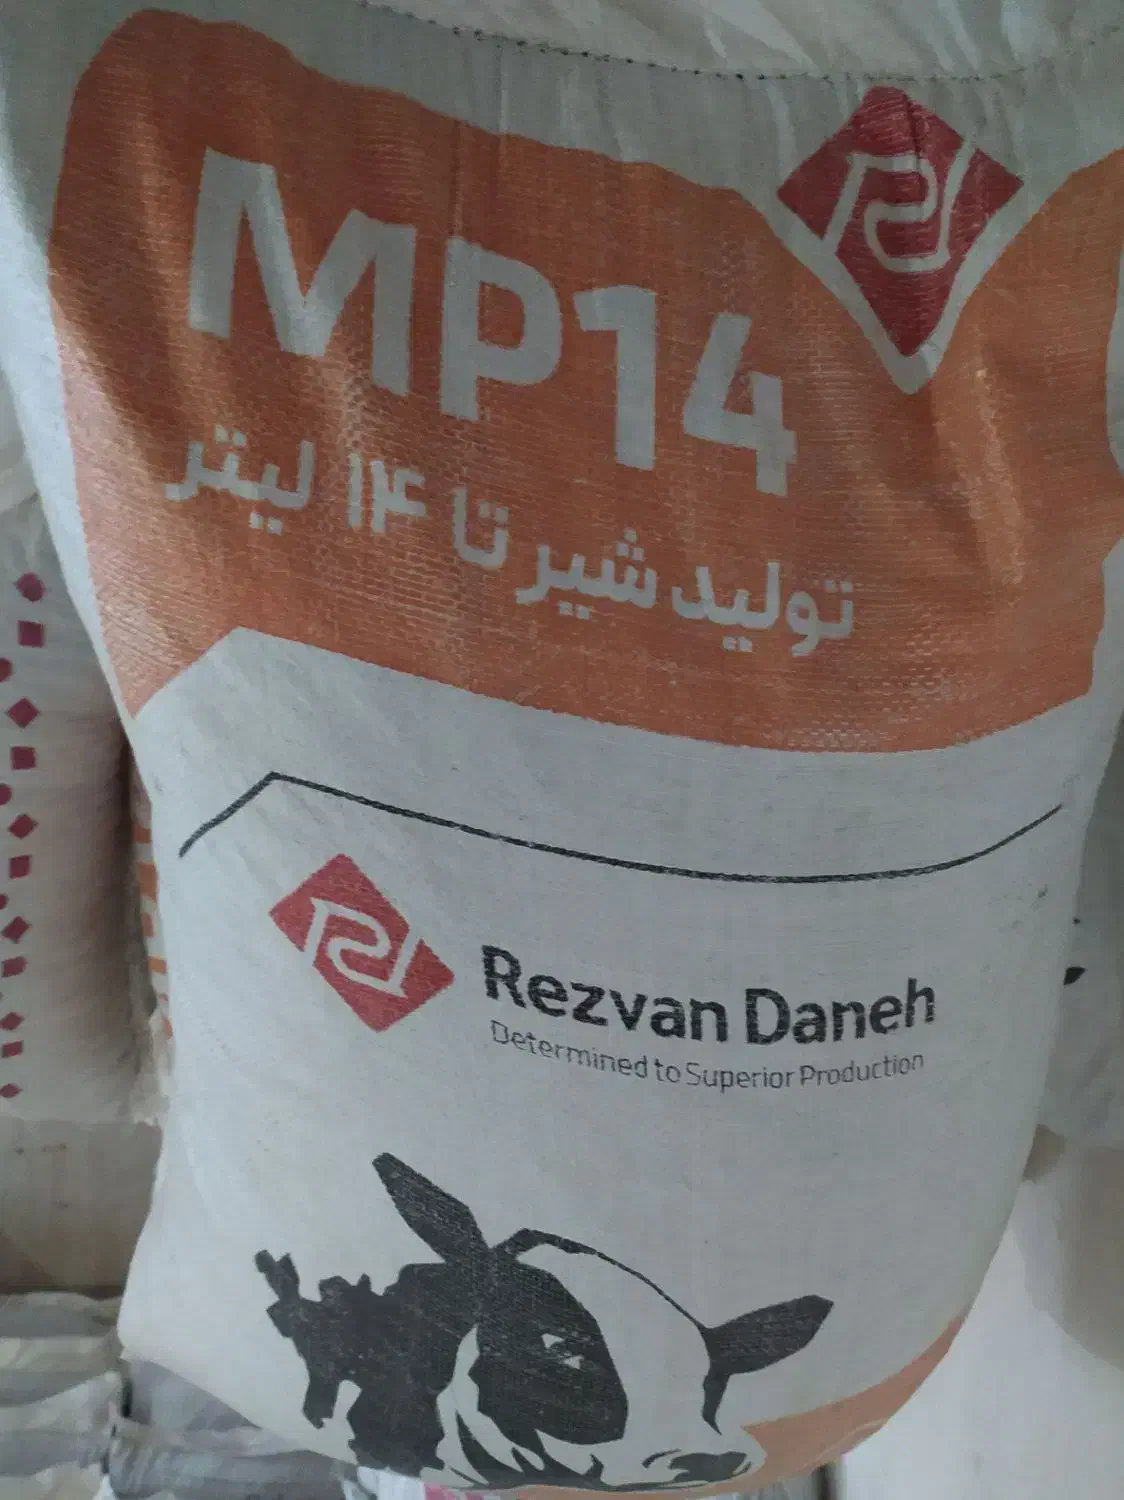 MP14
تولید شیر تا ۱۴ لیتر
Rezvan Daneh
Determined to Superior Production